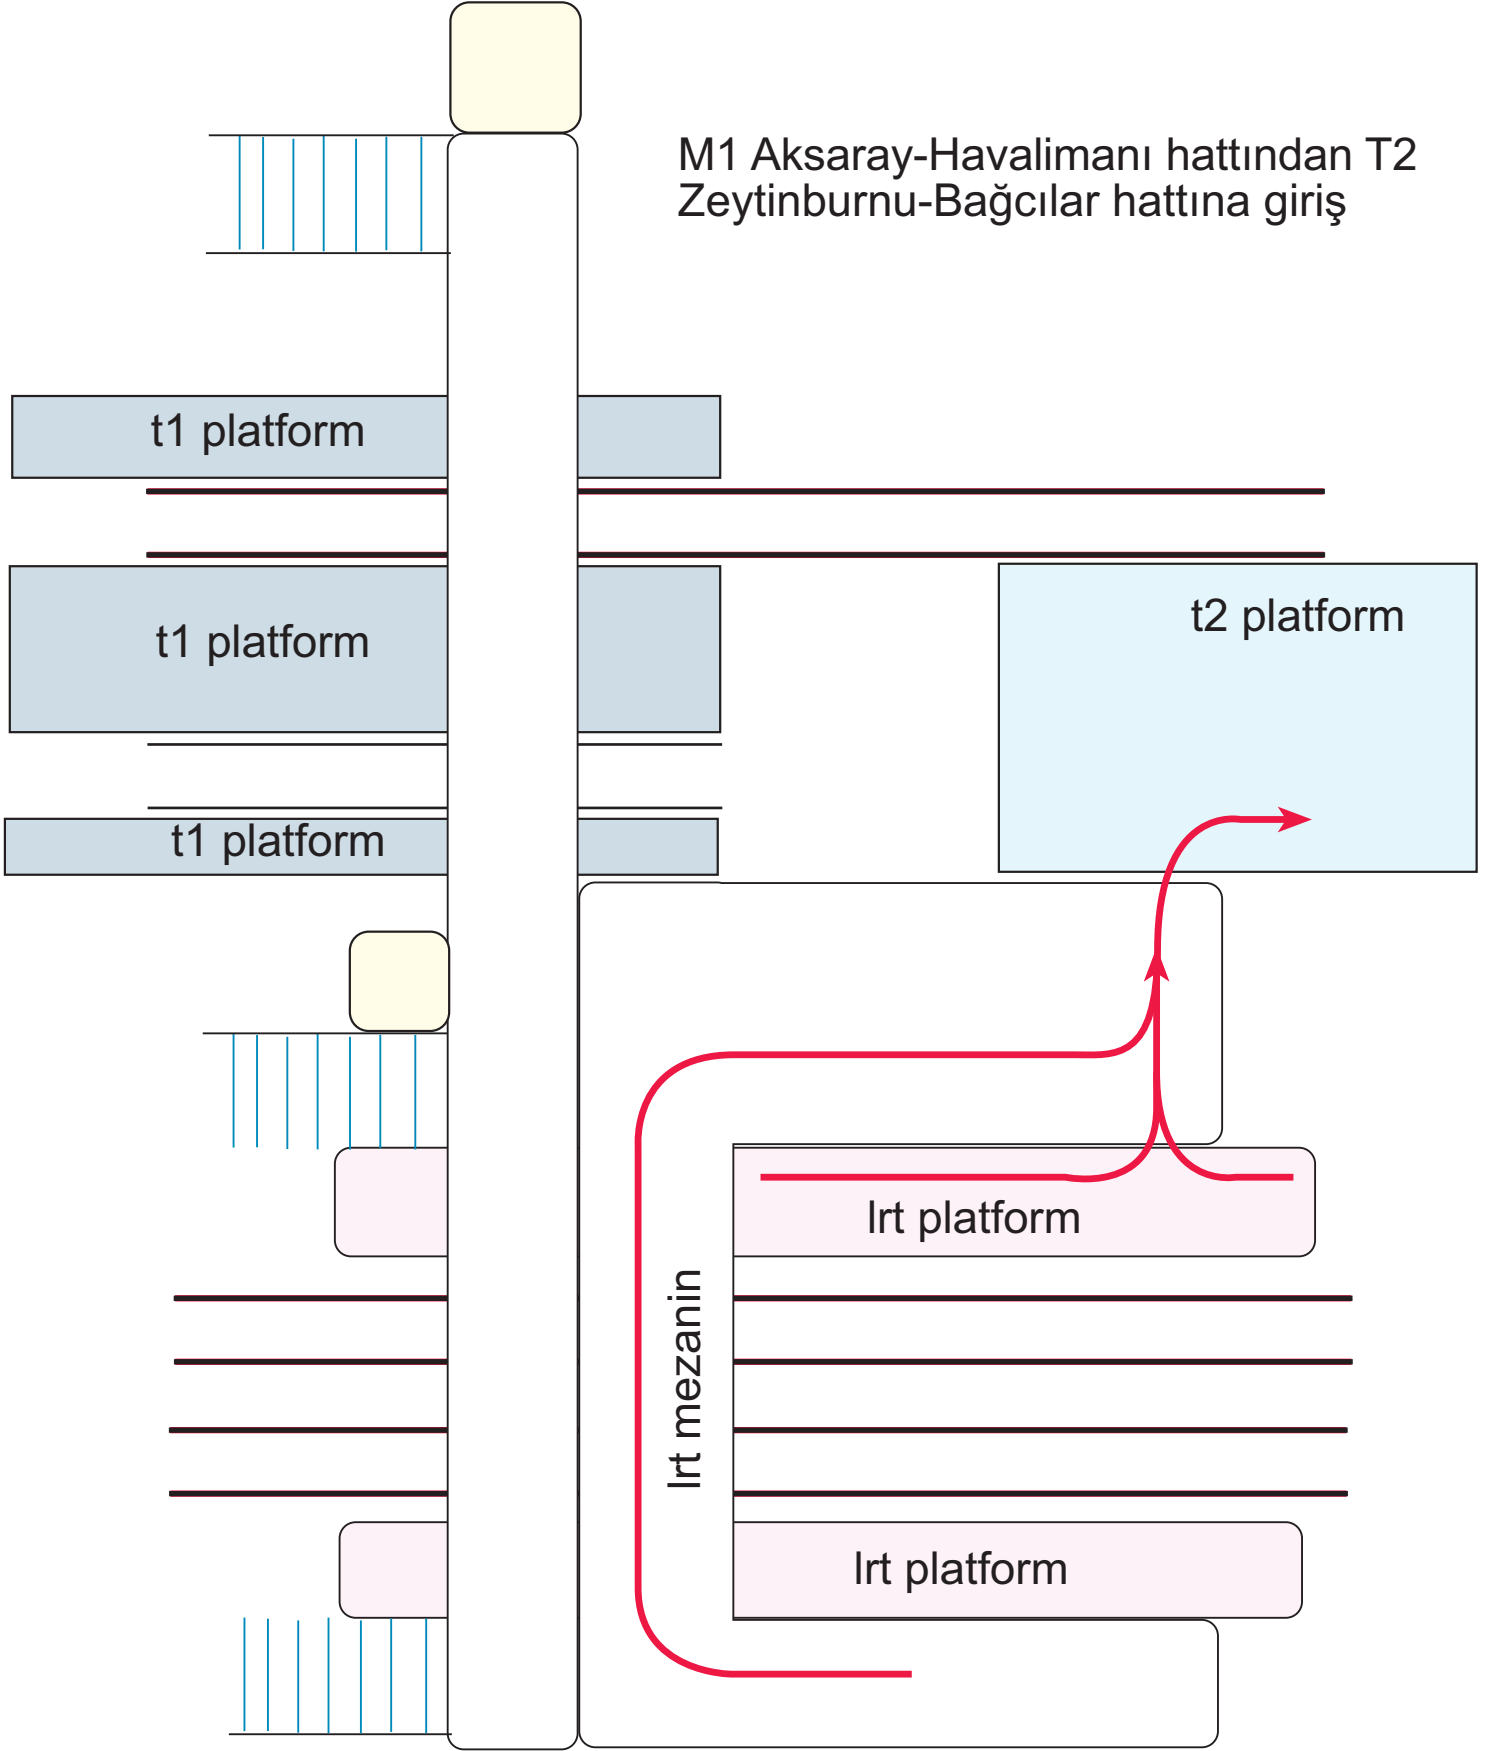 M1 Aksaray-Havalimanı hattından T2
Zeytinburnu-Bağcılar hattına giriş
t1 platform
t1 platform
t2 platform
t1 platform
lrt platform
lrt mezanin
lrt platform